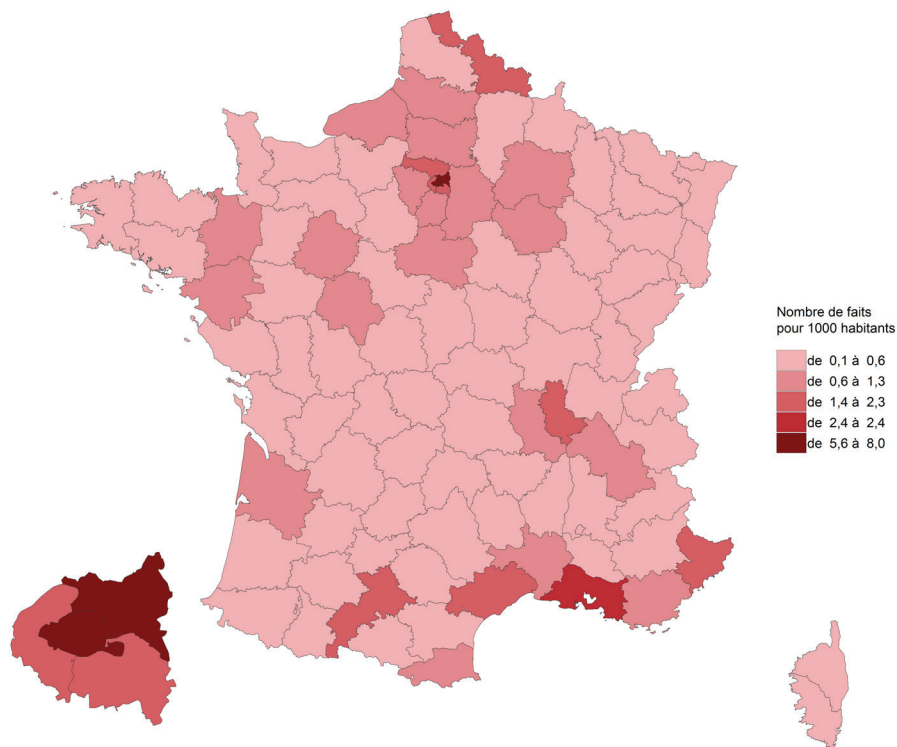 Nombre de faits
pour 1000 habitants
de 0,1 à 0,6
de 0,6 à 1,3
de 1,4 à 2,3
de 2,4 à 2,4
de 5,6 à 8,0